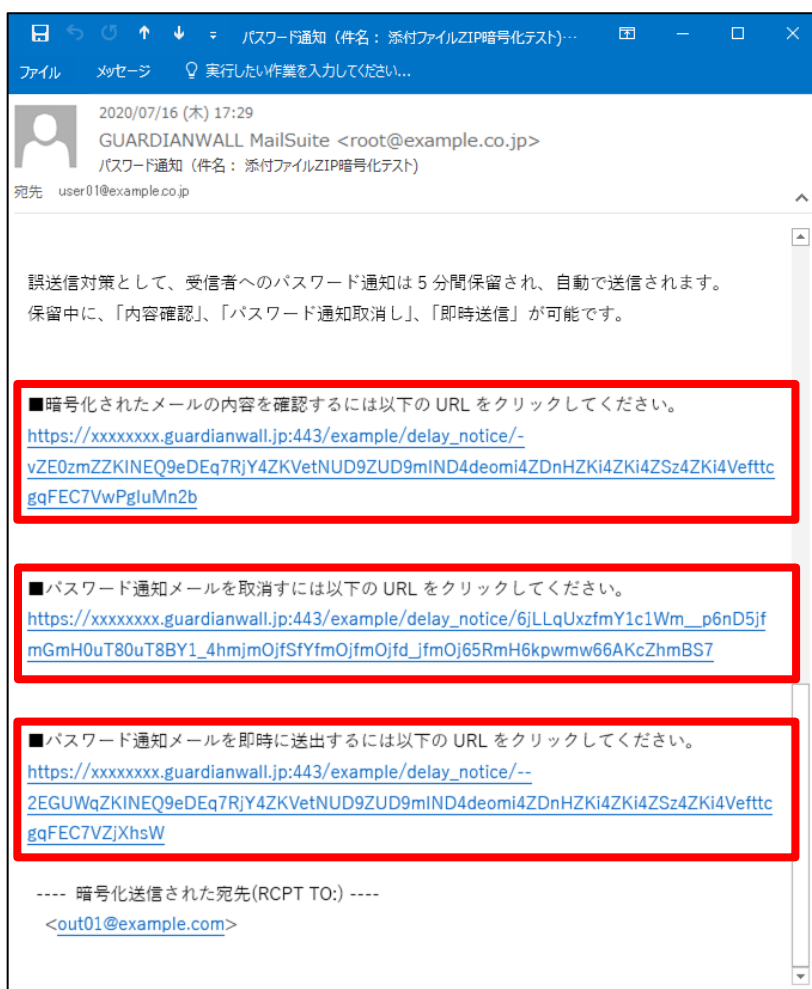 パスワード通知（件名： 添付ファイルZIP暗号化テスト)…
ファイル メッセージ 実行したい作業を入力してください...
2020/07/16 (木) 17:29
GUARDIANWALL MailSuite <root@example.co.jp>
パスワード通知（件名： 添付ファイルZIP暗号化テスト)
宛先 user01@example.co.jp
誤送信対策として、受信者へのパスワード通知は 5 分間保留され、自動で送信されます。
保留中に、「内容確認」、「パスワード通知取消し」、「即時送信」が可能です。
■暗号化されたメールの内容を確認するには以下の URL をクリックしてください。
https://xxxxxxxx.guardianwall.jp:443/example/delay_notice/-
vZE0zmZZKINEQ9eDEq7RjY4ZKVetNUD9ZUD9mIND4deomi4ZDnHZKi4ZKi4ZSz4ZKi4Vefttc
gqFEC7VwPgIuMn2b
■パスワード通知メールを取消すには以下の URL をクリックしてください。
https://xxxxxxxx.guardianwall.jp:443/example/delay_notice/6jLLqUxzfmY1c1Wm__p6nD5jf
mGmH0uT80uT8BY1_4hmjmOjfSfYfmOjfmOjfd_jfmOj65RmH6kpwmw66AKcZhmBS7
■パスワード通知メールを即時に送出するには以下の URL をクリックしてください。
https://xxxxxxxx.guardianwall.jp:443/example/delay_notice/--
2EGUWqZKINEQ9eDEq7RjY4ZKVetNUD9ZUD9mIND4deomi4ZDnHZKi4ZKi4ZSz4ZKi4Vefttc
gqFEC7VZjXhsW
---- 暗号化送信された宛先(RCPT TO:) ----
<out01@example.com>